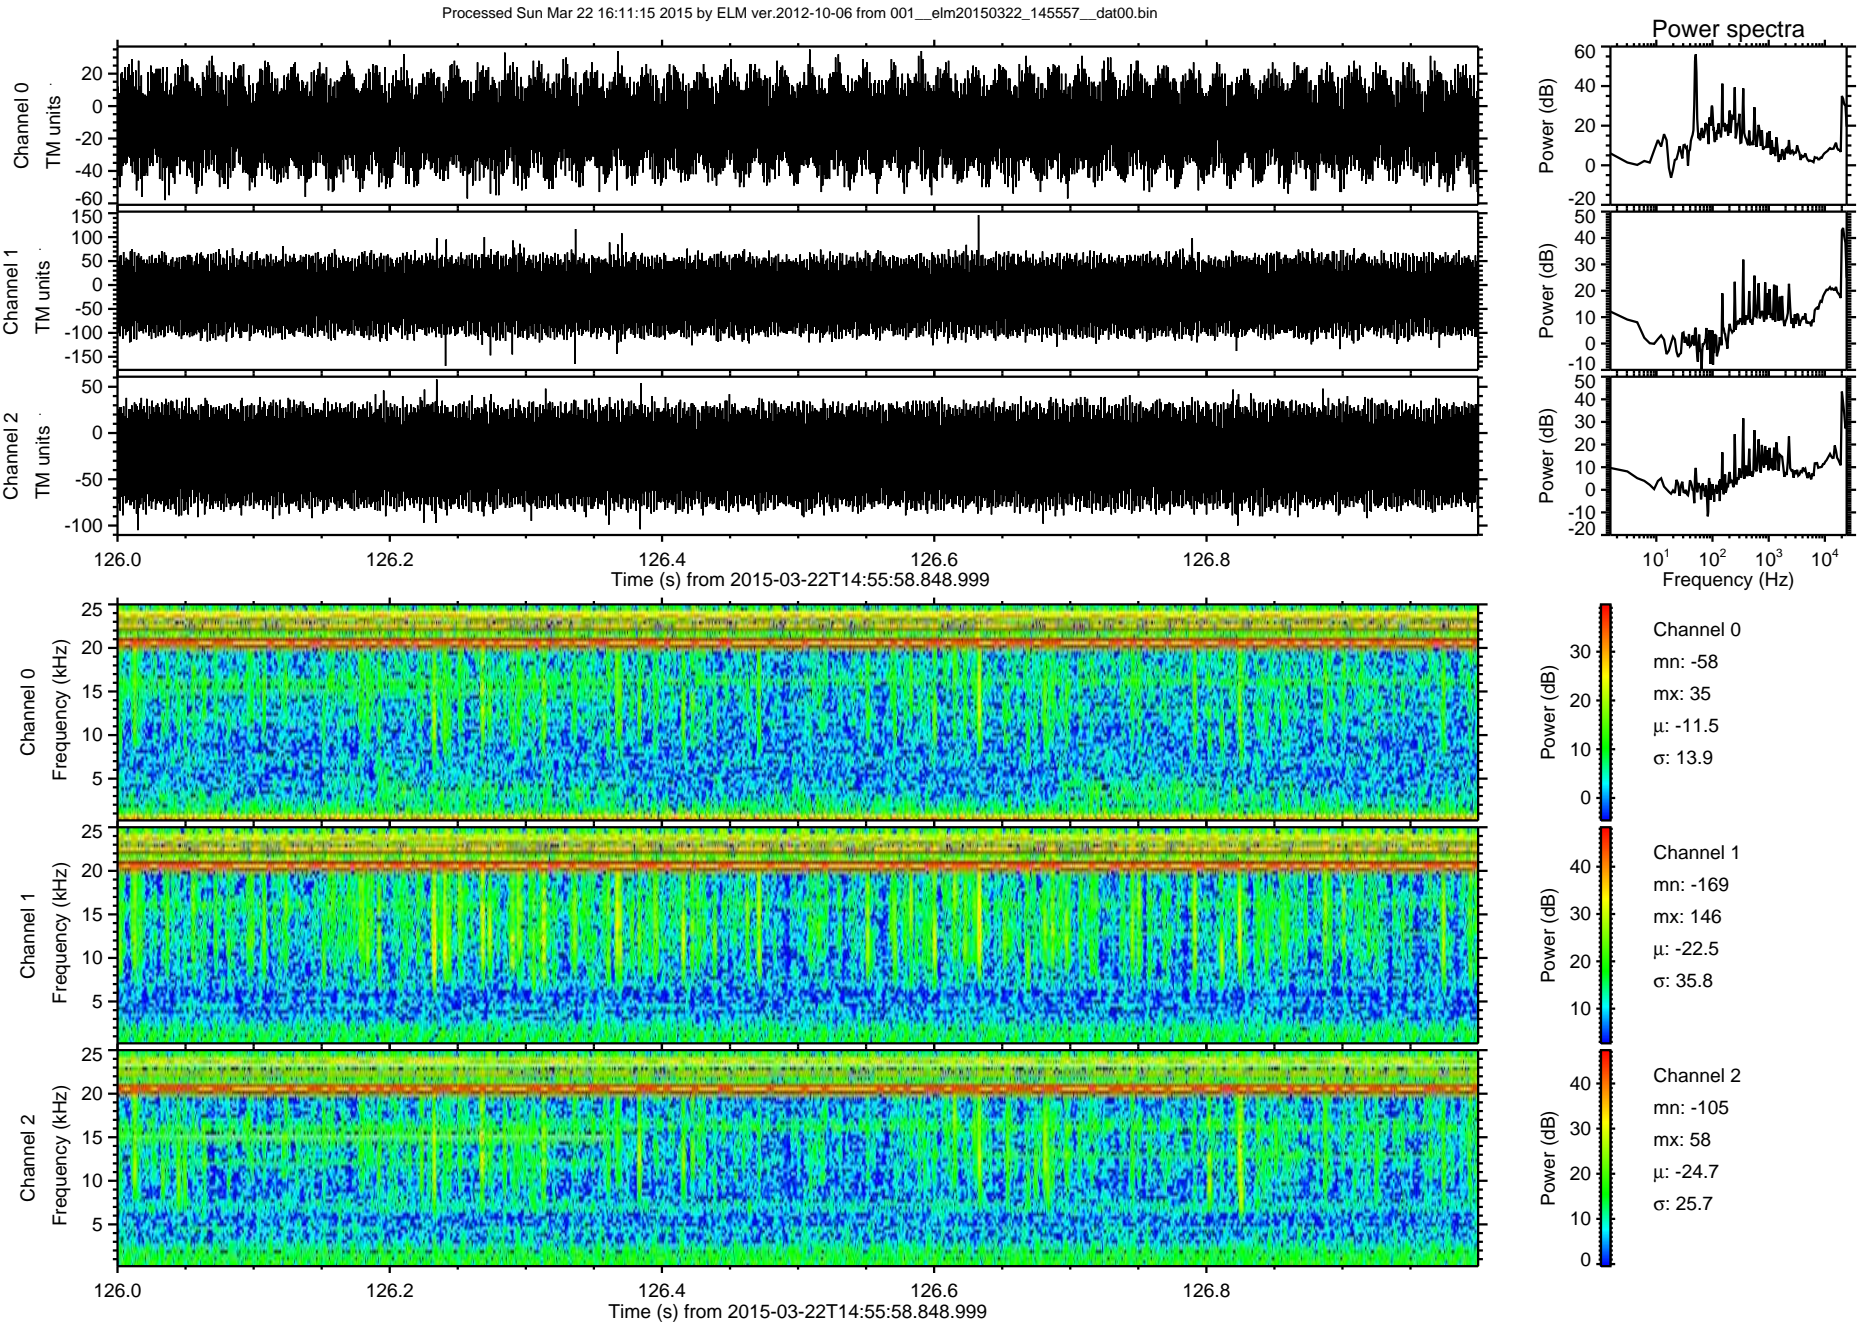 Processed Sun Mar 22 16:11:15 2015 by ELM ver.2012-10-06 from 001__elm20150322_145557__dat00.bin
Power spectra
Channel 0
TM units
20
0
-20
-40
-60
Power (dB)
60
40
20
0
-20
Channel 1
TM units
150
100
50
0
-50
-100
-150
Power (dB)
50
40
30
20
10
0
-10
Channel 2
TM units
50
0
-50
-100
Power (dB)
50
40
30
20
10
0
-10
-20
126.0 126.2 126.4 126.6 126.8
Time (s) from 2015-03-22T14:55:58.848.999
10¹ 10² 10³ 10⁴
Frequency (Hz)
Channel 0
Frequency (kHz)
25
20
15
10
5
Power (dB)
30
20
10
0
Channel 0
mn: -58
mx: 35
μ: -11.5
σ: 13.9
Channel 1
Frequency (kHz)
25
20
15
10
5
Power (dB)
40
30
20
10
Channel 1
mn: -169
mx: 146
μ: -22.5
σ: 35.8
Channel 2
Frequency (kHz)
25
20
15
10
5
Power (dB)
40
30
20
10
0
Channel 2
mn: -105
mx: 58
μ: -24.7
σ: 25.7
126.0 126.2 126.4 126.6 126.8
Time (s) from 2015-03-22T14:55:58.848.999